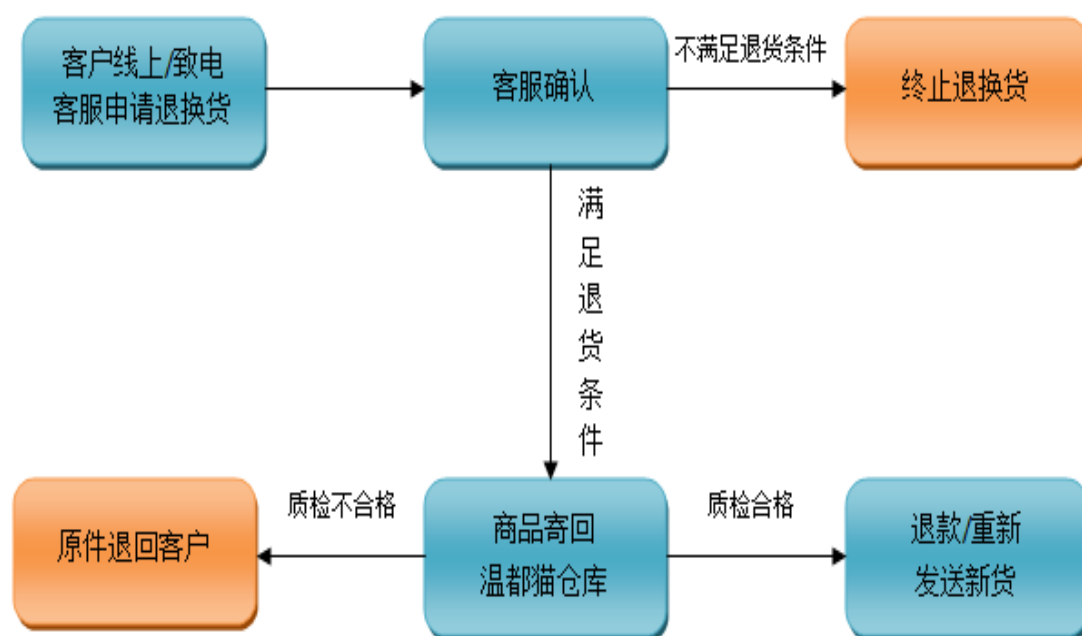 客户线上/致电
客服申请退换货
客服确认
不满足退货条件
终止退换货
满
足
退
货
条
件
原件退回客户
质检不合格
商品寄回
温都猫仓库
质检合格
退款/重新
发送新货